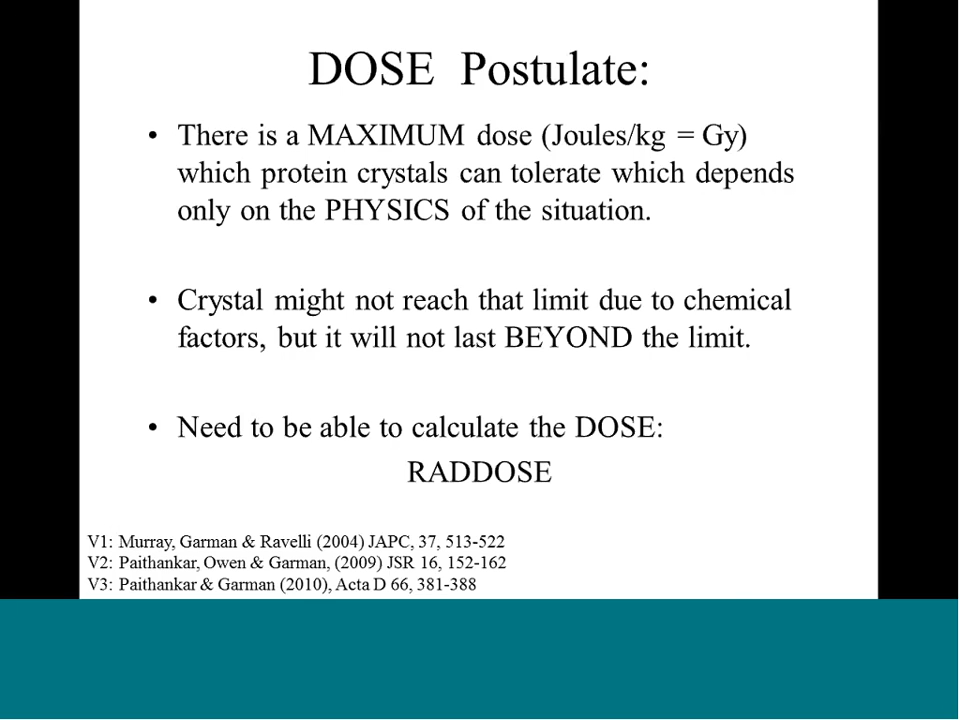 DOSE Postulate:
• There is a MAXIMUM dose (Joules/kg = Gy)
which protein crystals can tolerate which depends
only on the PHYSICS of the situation.
• Crystal might not reach that limit due to chemical
factors, but it will not last BEYOND the limit.
• Need to be able to calculate the DOSE:
RADDOSE
V1: Murray, Garman & Ravelli (2004) JAPC, 37, 513-522
V2: Paithankar, Owen & Garman, (2009) JSR 16, 152-162
V3: Paithankar & Garman (2010), Acta D 66, 381-388